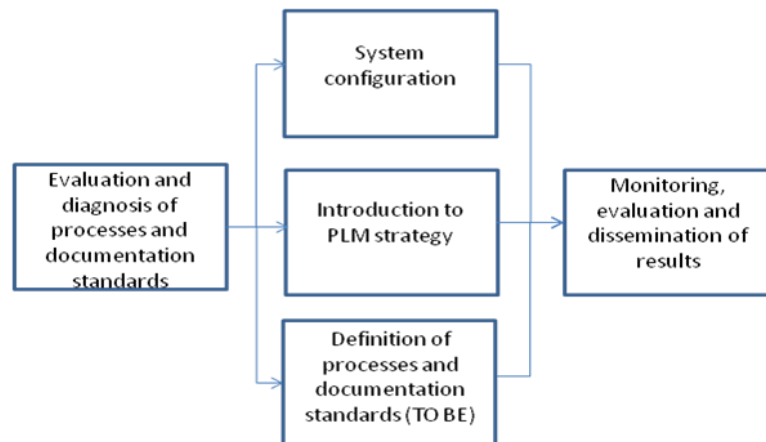 Evaluation and
diagnosis of
processes and
documentation
standards
System
configuration
Introduction to
PLM strategy
Definition of
processes and
documentation
standards (TO BE)
Monitoring,
evaluation and
dissemination of
results